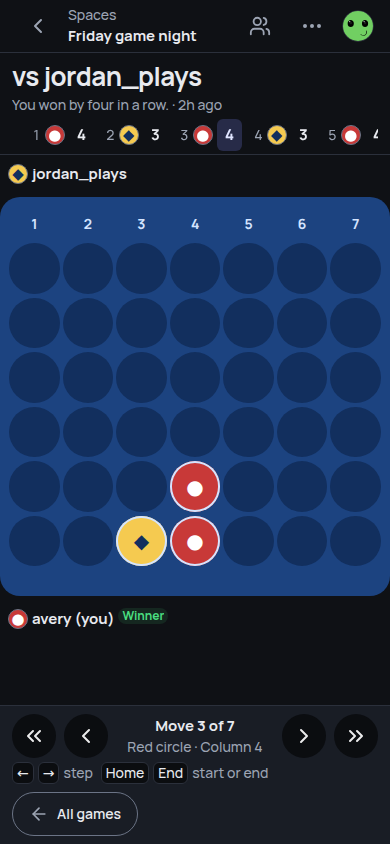 Spaces
Friday game night
vs jordan_plays
You won by four in a row. · 2h ago
1 4 2 3 3 4 4 3 5 4
jordan_plays
1 2 3 4 5 6 7
avery (you) Winner
Move 3 of 7
Red circle · Column 4
← → step Home End start or end
← All games